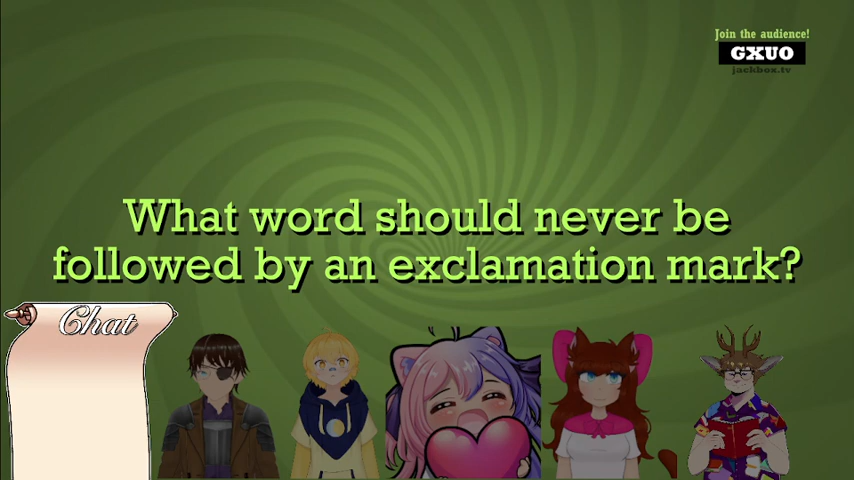 Join the audience!
GXUO
jackbox.tv
What word should never be
followed by an exclamation mark?
Chat